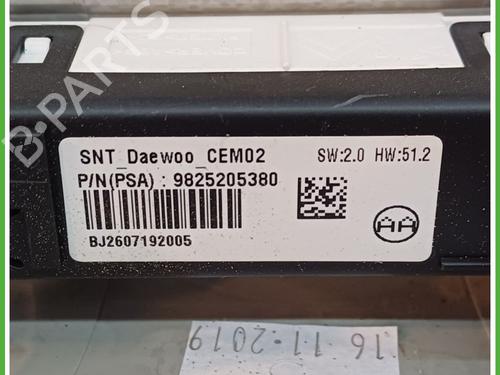 B-PARTS
SNT_Daewoo_CEM02
SW:2.0 HW:51.2
P/N(PSA) : 9825205380
BJ2607192005
AA
16-11-2019